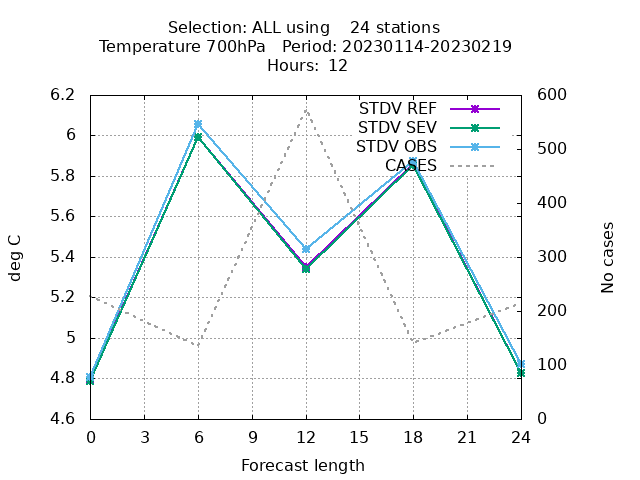 Selection: ALL using    24 stations
Temperature 700hPa   Period: 20230114-20230219
Hours:  12
6.2
6
5.8
5.6
5.4
5.2
5
4.8
4.6
deg C
STDV REF
STDV SEV
STDV OBS
CASES
600
500
400
300
200
100
0
No cases
0 3 6 9 12 15 18 21 24
Forecast length